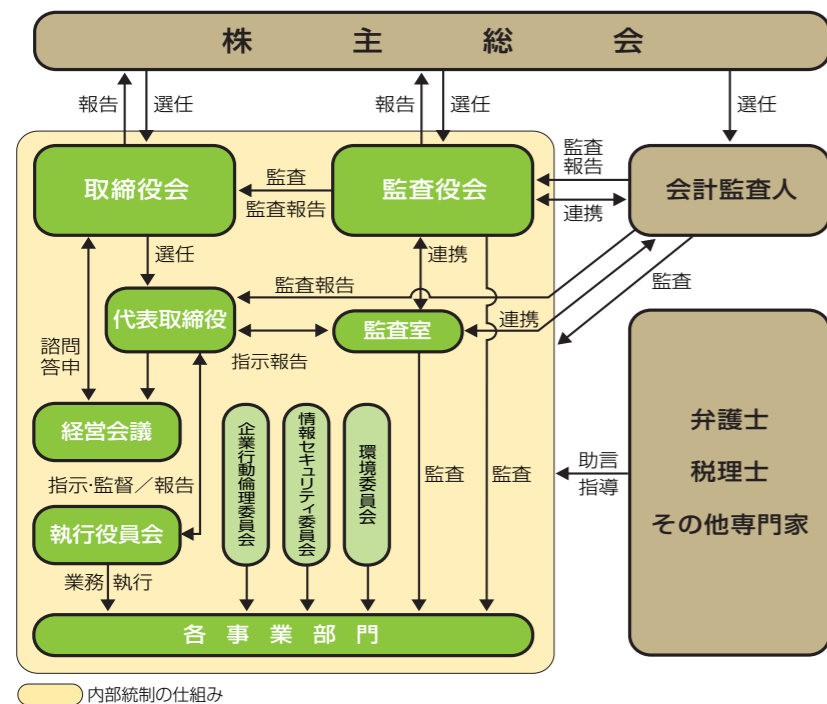 株主総会
報告
選任
報告
選任
選任
取締役会
監査
監査報告
監査役会
監査
報告
連携
会計監査人
選任
連携
監査報告
監査
代表取締役
指示報告
監査室
連携
諮問
答申
経営会議
企業行動倫理委員会
情報セキュリティ委員会
環境委員会
監査
監査
助言
指導
弁護士
税理士
その他専門家
指示・監督／報告
執行役員会
業務執行
各事業部門
内部統制の仕組み